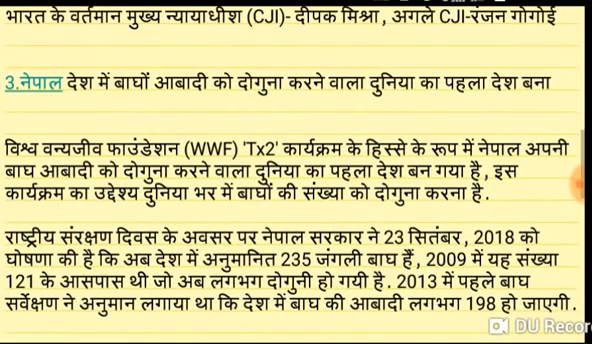 भारत के वर्तमान मुख्य न्यायाधीश (CJI)- दीपक मिश्रा, अगले CJI-रंजन गोगोई
3.नेपाल देश में बाघों आबादी को दोगुना करने वाला दुनिया का पहला देश बना
विश्व वन्यजीव फाउंडेशन (WWF) 'Tx2' कार्यक्रम के हिस्से के रूप में नेपाल अपनी
बाघ आबादी को दोगुना करने वाला दुनिया का पहला देश बन गया है, इस
कार्यक्रम का उद्देश्य दुनिया भर में बाघों की संख्या को दोगुना करना है.
राष्ट्रीय संरक्षण दिवस के अवसर पर नेपाल सरकार ने 23 सितंबर, 2018 को
घोषणा की है कि अब देश में अनुमानित 235 जंगली बाघ हैं, 2009 में यह संख्या
121 के आसपास थी जो अब लगभग दोगुनी हो गयी है. 2013 में पहले बाघ
सर्वेक्षण ने अनुमान लगाया था कि देश में बाघ की आबादी लगभग 198 हो जाएगी.
DU Recor